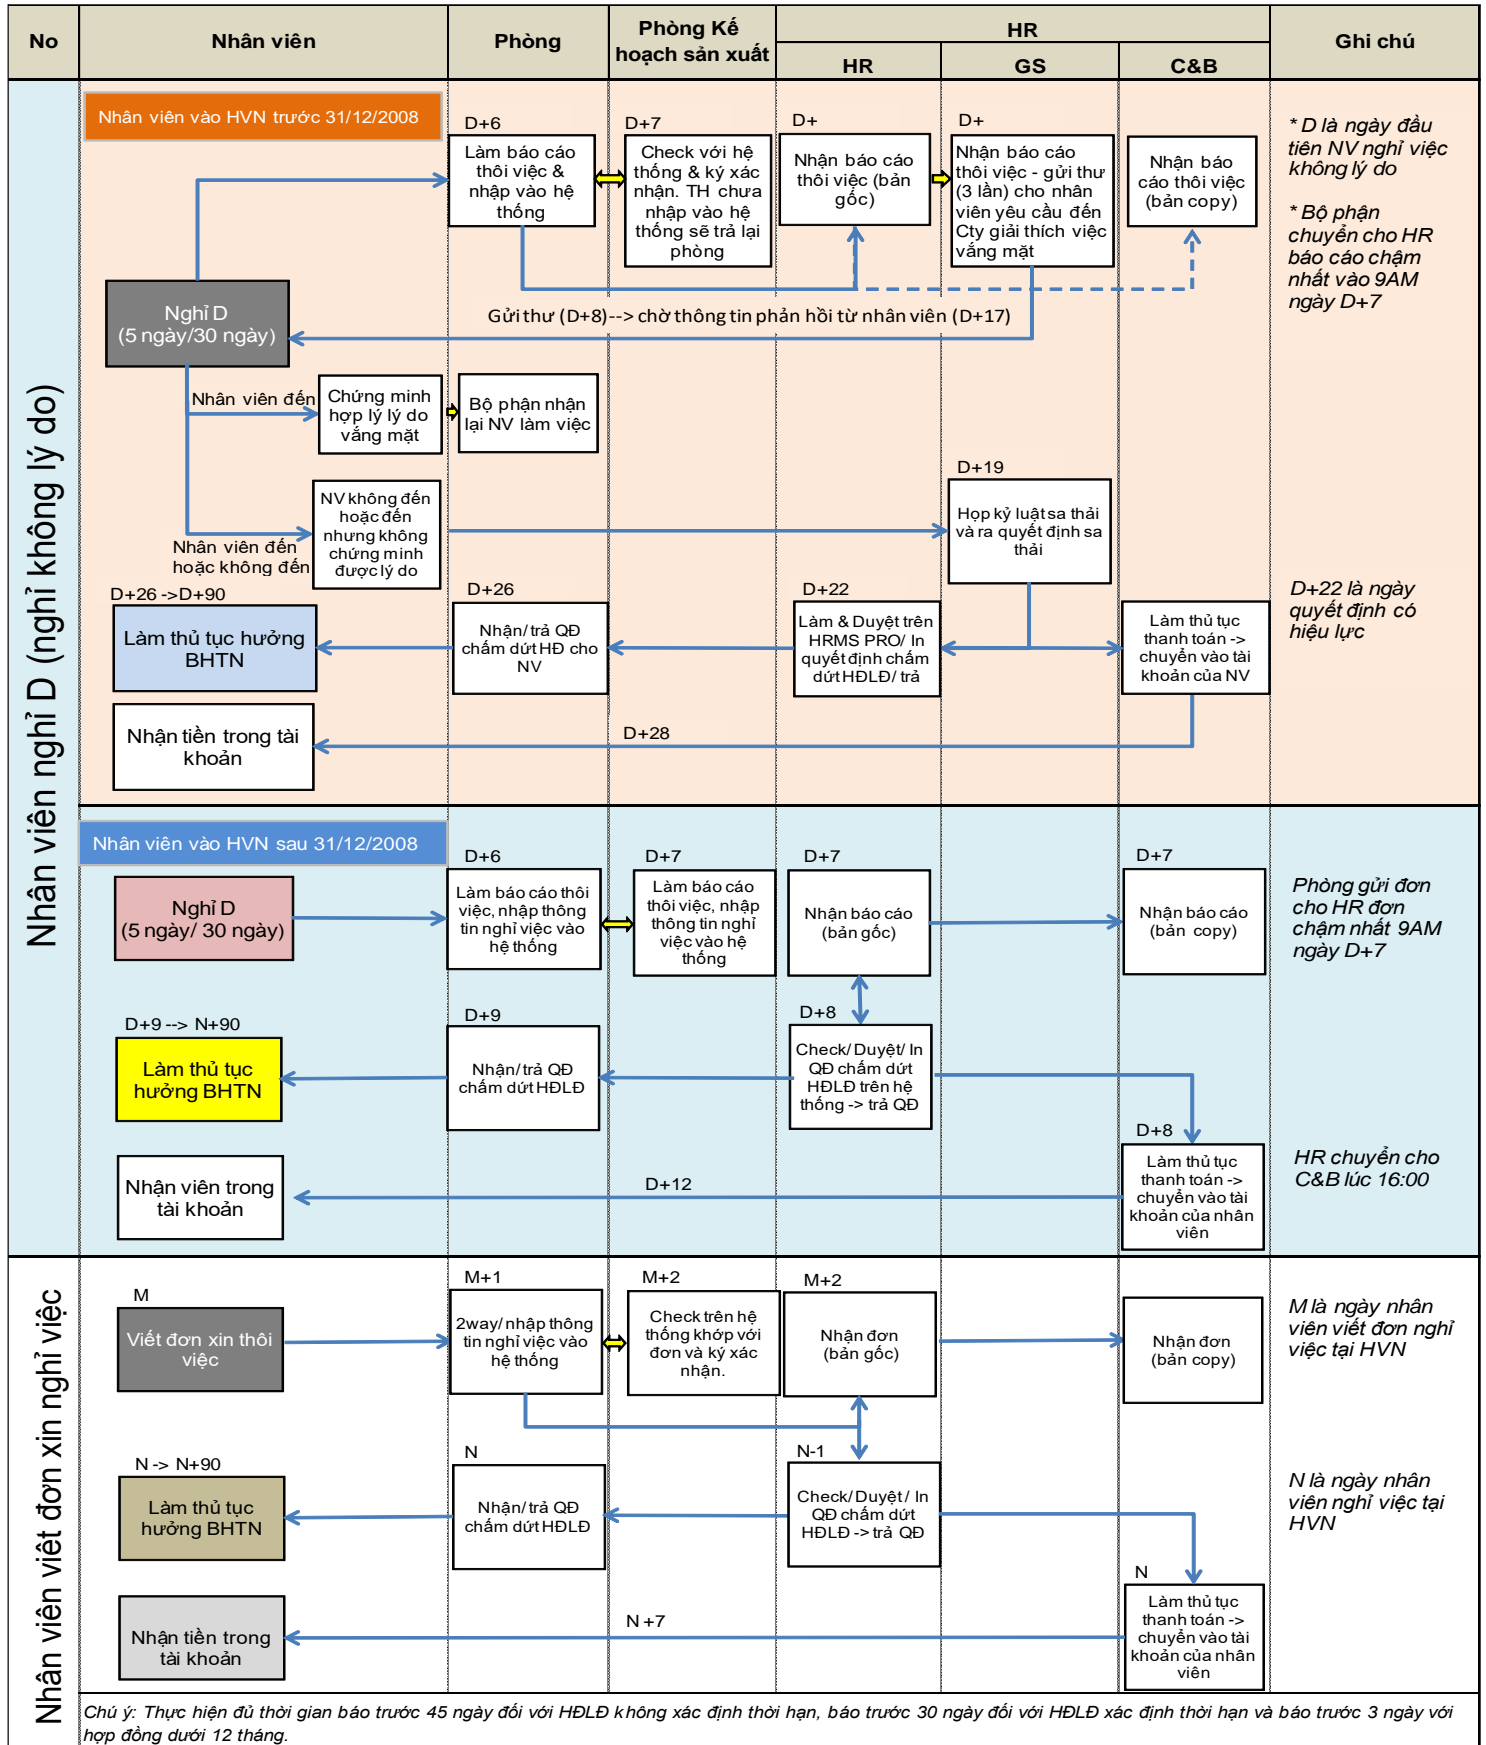 No
Nhân viên
Phòng
Phòng Kế
hoạch sản xuất
HR
Ghi chú
HR
GS
C&B
Nhân viên nghỉ D (nghỉ không lý do)
Nhân viên vào HVN trước 31/12/2008
D+6
Làm báo cáo
thôi việc &
nhập vào hệ
thống
D+7
Check với hệ
thống & ký xác
nhận. TH chưa
nhập vào hệ
thống sẽ trả lại
phòng
D+
Nhận báo cáo
thôi việc (bản
gốc)
D+
Nhận báo cáo
thôi việc - gửi thư
(3 lần) cho nhân
viên yêu cầu đến
Cty giải thích việc
vắng mặt
Nhận báo
cáo thôi việc
(bản copy)
* D là ngày đầu
tiên NV nghỉ việc
không lý do
* Bộ phận
chuyển cho HR
báo cáo chậm
nhất vào 9AM
ngày D+7
Nghỉ D
(5 ngày/30 ngày)
Gửi thư (D+8)--> chờ thông tin phản hồi từ nhân viên (D+17)
Nhân viên đến
Chứng minh
hợp lý lý do
vắng mặt
Bộ phận nhận
lại NV làm việc
Nhân viên đến
hoặc không đến
NV không đến
hoặc đến
nhưng không
chứng minh
được lý do
D+19
Họp kỷ luật sa thải
và ra quyết định sa
thải
D+26 ->D+90
Làm thủ tục hưởng
BHTN
D+26
Nhận/ trả QĐ
chấm dứt HĐ cho
NV
D+22
Làm & Duyệt trên
HRMS PRO/ In
quyết định chấm
dứt HĐLĐ/ trả
Làm thủ tục
thanh toán ->
chuyển vào tài
khoản của NV
D+22 là ngày
quyết định có
hiệu lực
Nhận tiền trong tài
khoản
D+28
Nhân viên vào HVN sau 31/12/2008
Nghỉ D
(5 ngày/ 30 ngày)
D+6
Làm báo cáo thôi
việc, nhập thông
tin nghỉ việc vào
hệ thống
D+7
Làm báo cáo
thôi việc, nhập
thông tin nghỉ
việc vào hệ
thống
D+7
Nhận báo cáo
(bản gốc)
D+7
Nhận báo cáo
(bản copy)
Phòng gửi đơn
cho HR đơn
chậm nhất 9AM
ngày D+7
D+9 --> N+90
Làm thủ tục
hưởng BHTN
D+9
Nhận/ trả QĐ
chấm dứt HĐLĐ
D+8
Check/ Duyệt/ In
QĐ chấm dứt
HĐLĐ trên hệ
thống -> trả QĐ
D+8
Làm thủ tục
thanh toán ->
chuyển vào tài
khoản của nhân
viên
HR chuyển cho
C&B lúc 16:00
Nhận viên trong
tài khoản
D+12
Nhân viên viết đơn xin nghỉ việc
M
Viết đơn xin thôi
việc
M+1
2way/ nhập thông
tin nghỉ việc vào
hệ thống
M+2
Check trên hệ
thống khớp với
đơn và ký xác
nhận.
M+2
Nhận đơn
(bản gốc)
Nhận đơn
(bản copy)
M là ngày nhân
viên viết đơn nghỉ
việc tại HVN
N -> N+90
Làm thủ tục
hưởng BHTN
N
Nhận/ trả QĐ
chấm dứt HĐLĐ
N-1
Check/ Duyệt/ In
QĐ chấm dứt
HĐLĐ -> trả QĐ
N là ngày nhân
viên nghỉ việc tại
HVN
N
Làm thủ tục
thanh toán ->
chuyển vào tài
khoản của nhân
viên
Nhận tiền trong
tài khoản
N +7
Chú ý: Thực hiện đủ thời gian báo trước 45 ngày đối với HĐLĐ không xác định thời hạn, báo trước 30 ngày đối với HĐLĐ xác định thời hạn và báo trước 3 ngày với
hợp đồng dưới 12 tháng.